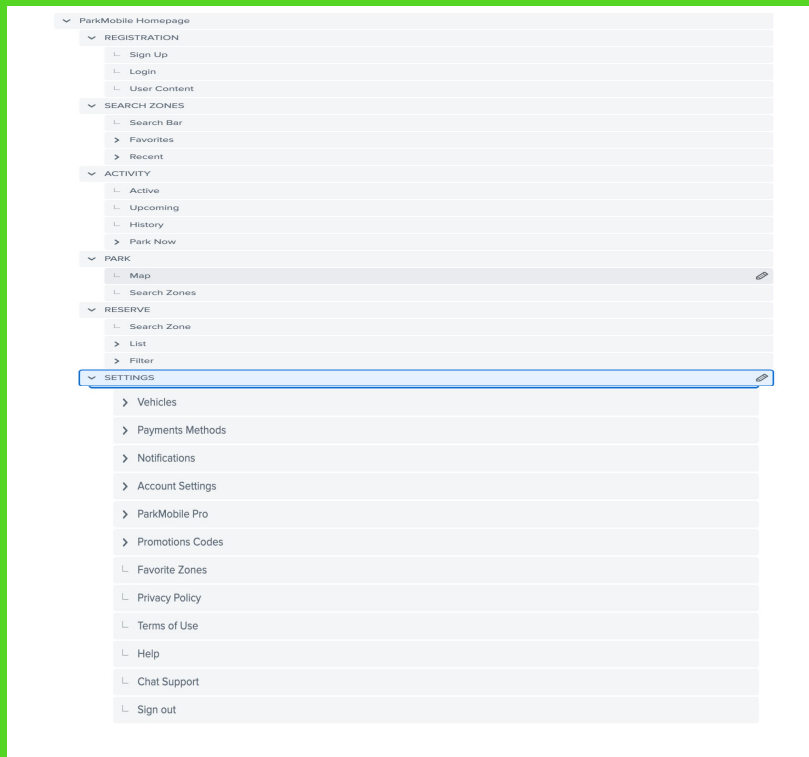 ParkMobile Homepage
REGISTRATION
Sign Up
Login
User Content
SEARCH ZONES
Search Bar
Favorites
Recent
ACTIVITY
Active
Upcoming
History
Park Now
PARK
Map
Search Zones
RESERVE
Search Zone
List
Filter
SETTINGS
Vehicles
Payments Methods
Notifications
Account Settings
ParkMobile Pro
Promotions Codes
Favorite Zones
Privacy Policy
Terms of Use
Help
Chat Support
Sign out